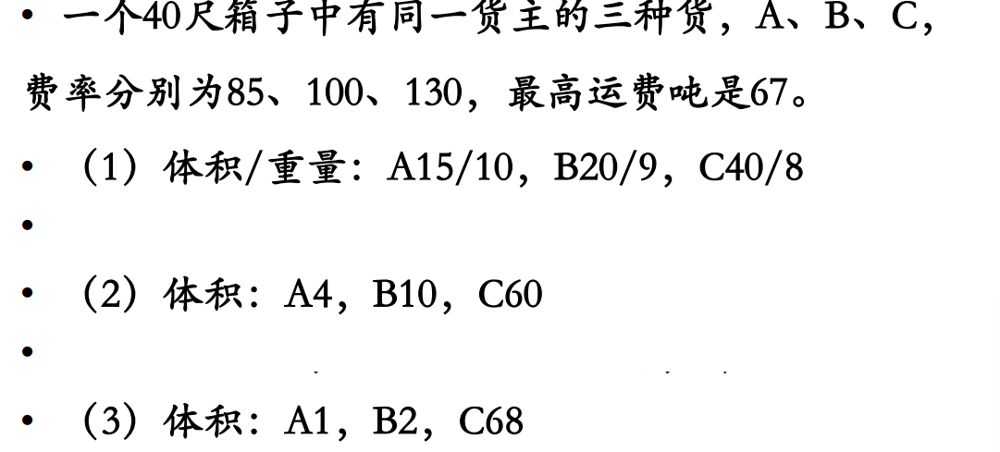 • 一个40尺箱子中有同一货主的三种货，A、B、C，
费率分别为85、100、130，最高运费吨是67。
• （1）体积/重量：A15/10，B20/9，C40/8
•
• （2）体积：A4，B10，C60
•
• （3）体积：A1，B2，C68